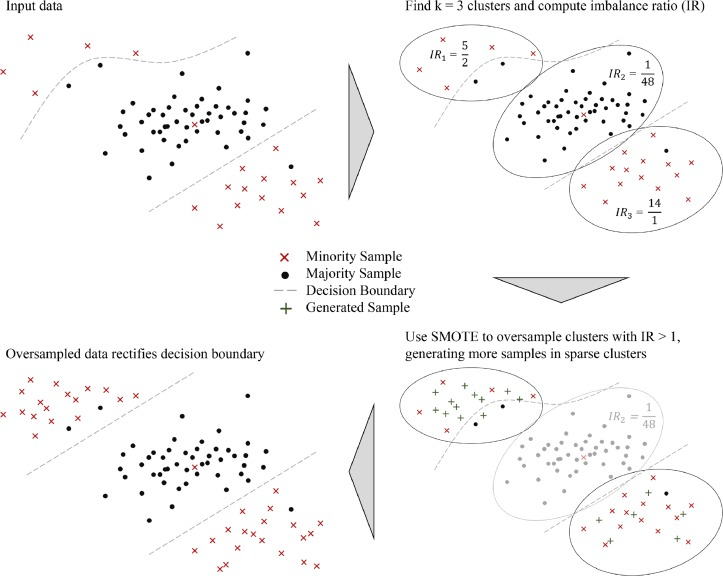 Input data
Find k = 3 clusters and compute imbalance ratio (IR)
IR₁ = 5/2
IR₂ = 1/48
IR₃ = 14/1
Minority Sample
Majority Sample
Decision Boundary
Generated Sample
Oversampled data rectifies decision boundary
Use SMOTE to oversample clusters with IR > 1,
generating more samples in sparse clusters
IR₂ = 1/48